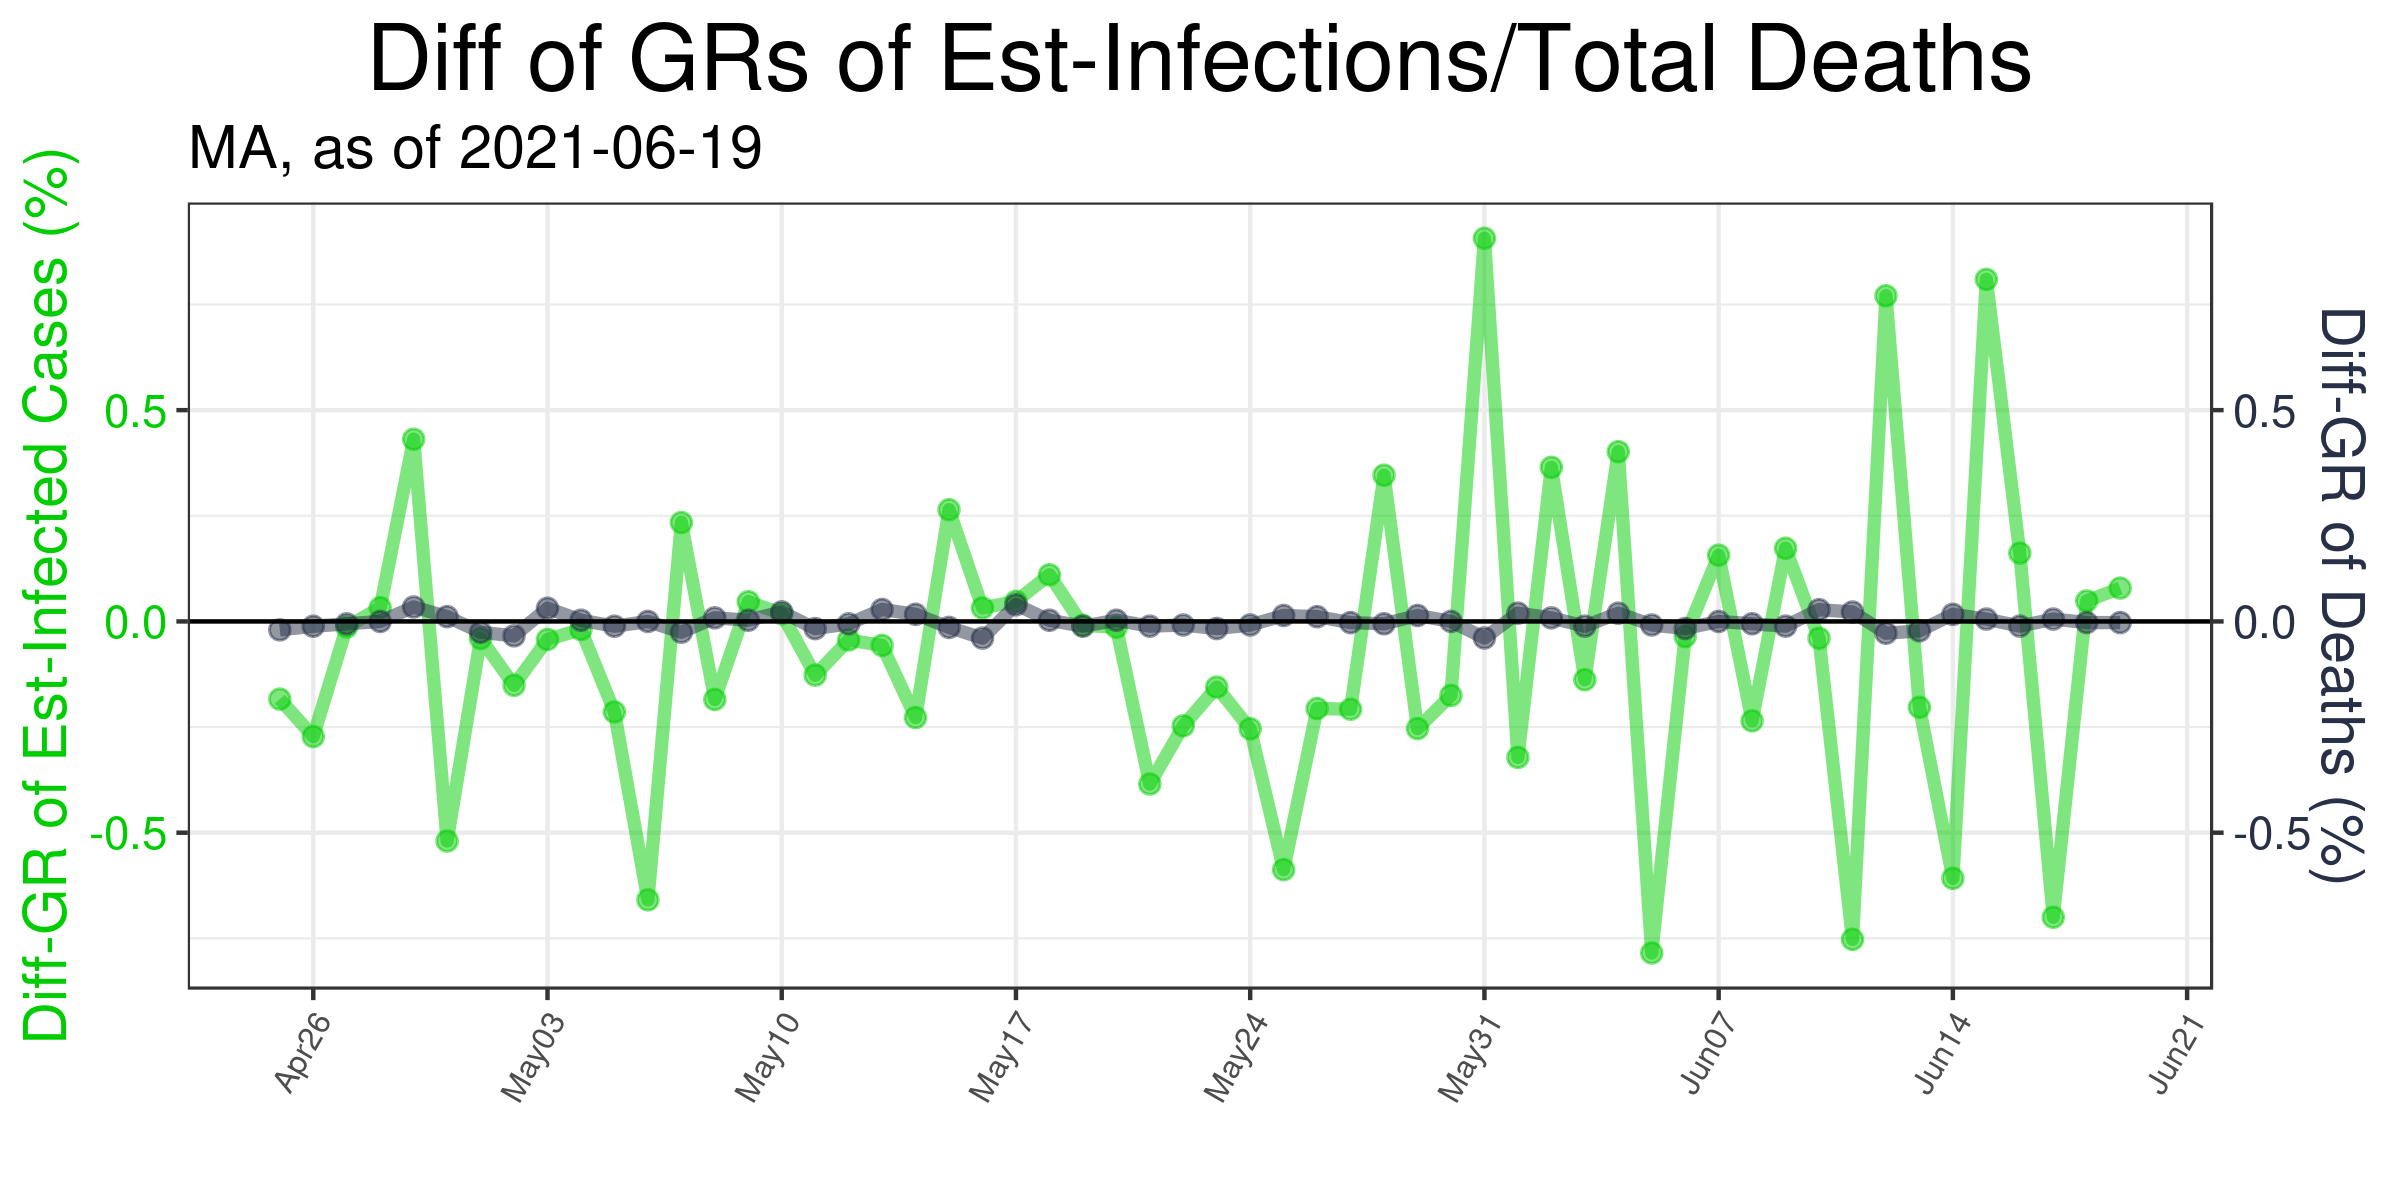 Diff of GRs of Est-Infections/Total Deaths
MA, as of 2021-06-19
Diff-GR of Est-Infected Cases (%)
0.5
0.0
-0.5
0.5
0.0
-0.5
Diff-GR of Deaths (%)
Apr26
May03
May10
May17
May24
May31
Jun07
Jun14
Jun21